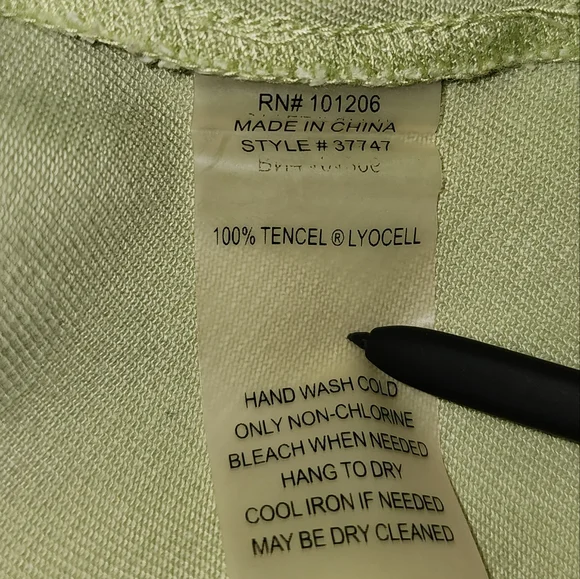 RN# 101206
MADE IN CHINA
STYLE # 37747
100% TENCEL ® LYOCELL
HAND WASH COLD
ONLY NON-CHLORINE
BLEACH WHEN NEEDED
HANG TO DRY
COOL IRON IF NEEDED
MAY BE DRY CLEANED